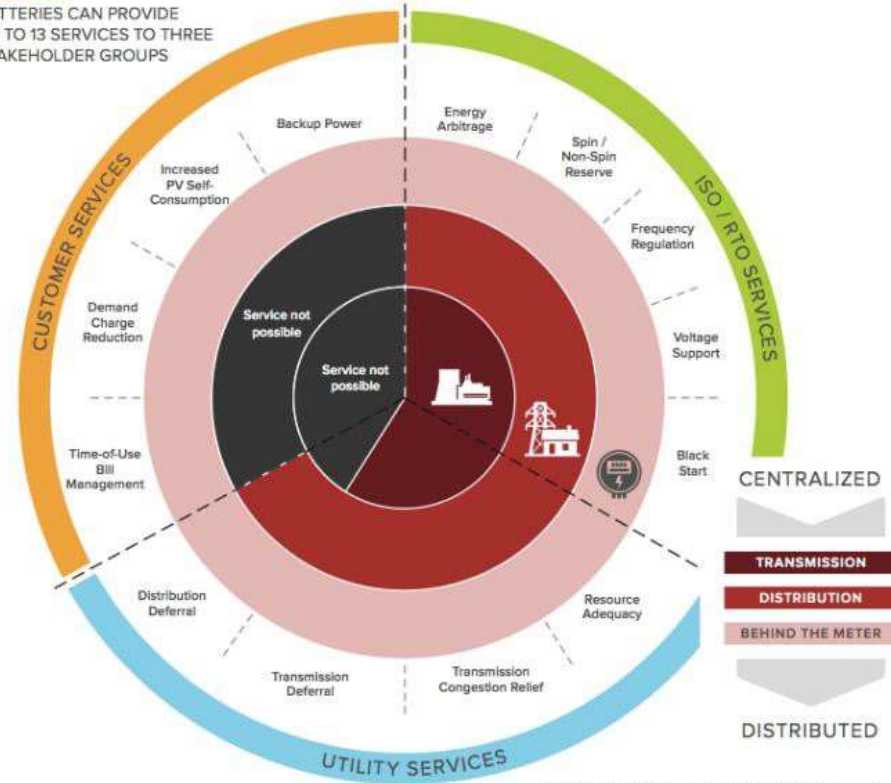 TO 13 SERVICES TO THREE
GROUPS
CAN PROVIDE
CUSTOMER SERVICES
Backup Power
Increased
PV Self-
Consumption
Demand
Charge
Reduction
Time-of-Use
Bill
Management
ISO / RTO SERVICES
Energy
Arbitrage
Spin /
Non-Spin
Reserve
Frequency
Regulation
Voltage
Support
Black
Start
Service not
possible
Service not
possible
UTILITY SERVICES
Resource
Adequacy
Transmission
Congestion Relief
Transmission
Deferral
Distribution
Deferral
CENTRALIZED
TRANSMISSION
DISTRIBUTION
BEHIND THE METER
DISTRIBUTED